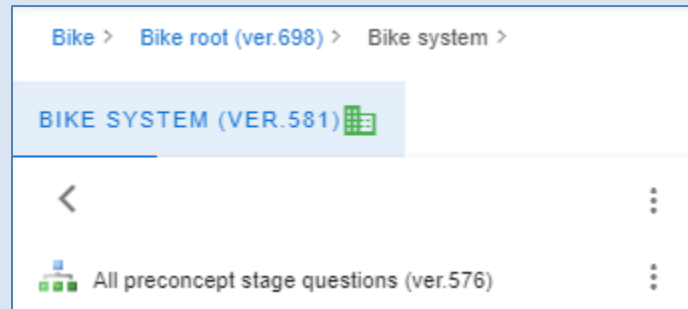 Bike > Bike root (ver.698) > Bike system >
BIKE SYSTEM (VER.581)
All preconcept stage questions (ver.576)